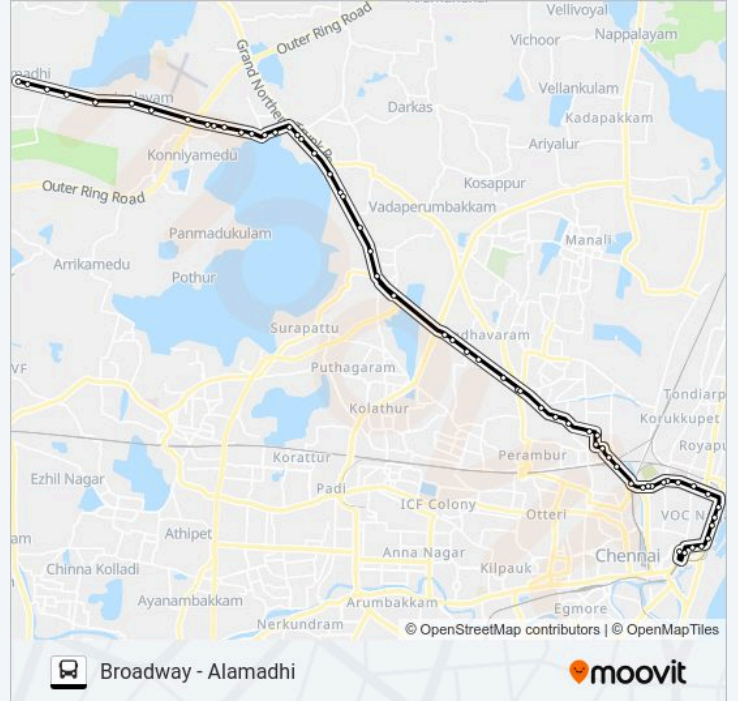 Outer Ring Road
Vellivoyal
Vichoor
Nappalayam
Grand Northern Trunk R
madhi
Vellankulam
Darkas
Kadapakkam
Ariyalur
Konniyamedu
Kosappur
Outer Ring Road
Vadaperumbakkam
Panmadukulam
Manali
Arrikamedu
Pothur
Surapattu
dhavaram
VF
Puthagaram
Tondiarp
Kolathur
Korukkupet
Royapu
Korattur
Perambur
Ezhil Nagar
Padi
ICF Colony
Otteri
VOC N
Athipet
am
Anna Nagar
Chennai
Chinna Kolladi
Kilpauk
Ayanambakkam
Arumbakkam
Egmore
Nerkundram
© OpenStreetMap contributors | © OpenMapTiles
Broadway - Alamadhi
moovit